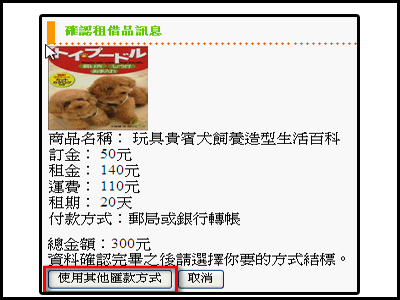 確認租借品訊息
トイ・プードル
商品名稱： 玩具貴賓犬飼養造型生活百科
訂金： 50元
租金： 140元
運費： 110元
租期： 20天
付款方式：郵局或銀行轉帳
總金額：300元
資料確認完畢之後請選擇你要的方式結標。
使用其他匯款方式 取消